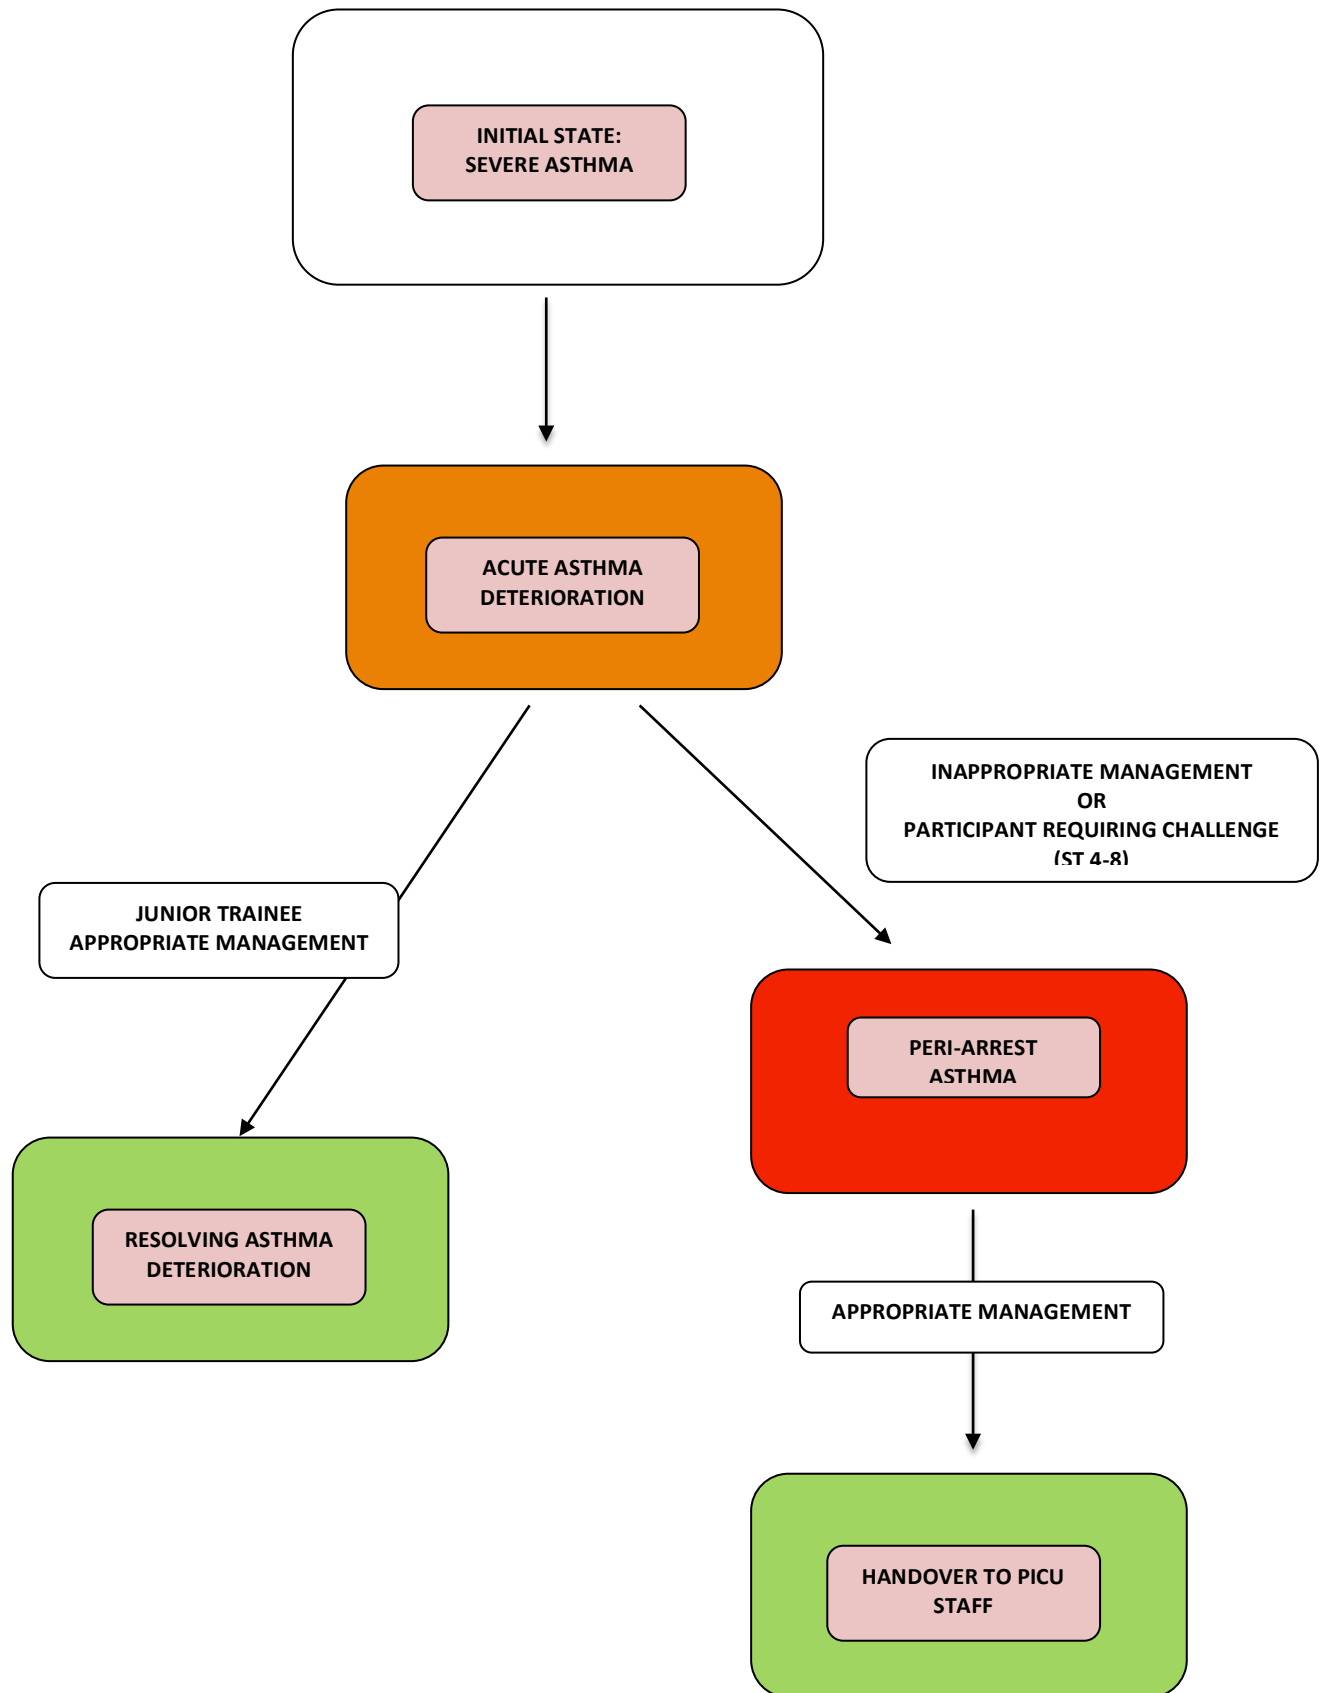 INITIAL STATE:
SEVERE ASTHMA
ACUTE ASTHMA
DETERIORATION
INAPPROPRIATE MANAGEMENT
OR
PARTICIPANT REQUIRING CHALLENGE
(ST 4-8)
JUNIOR TRAINEE
APPROPRIATE MANAGEMENT
PERI-ARREST
ASTHMA
RESOLVING ASTHMA
DETERIORATION
APPROPRIATE MANAGEMENT
HANDOVER TO PICU
STAFF